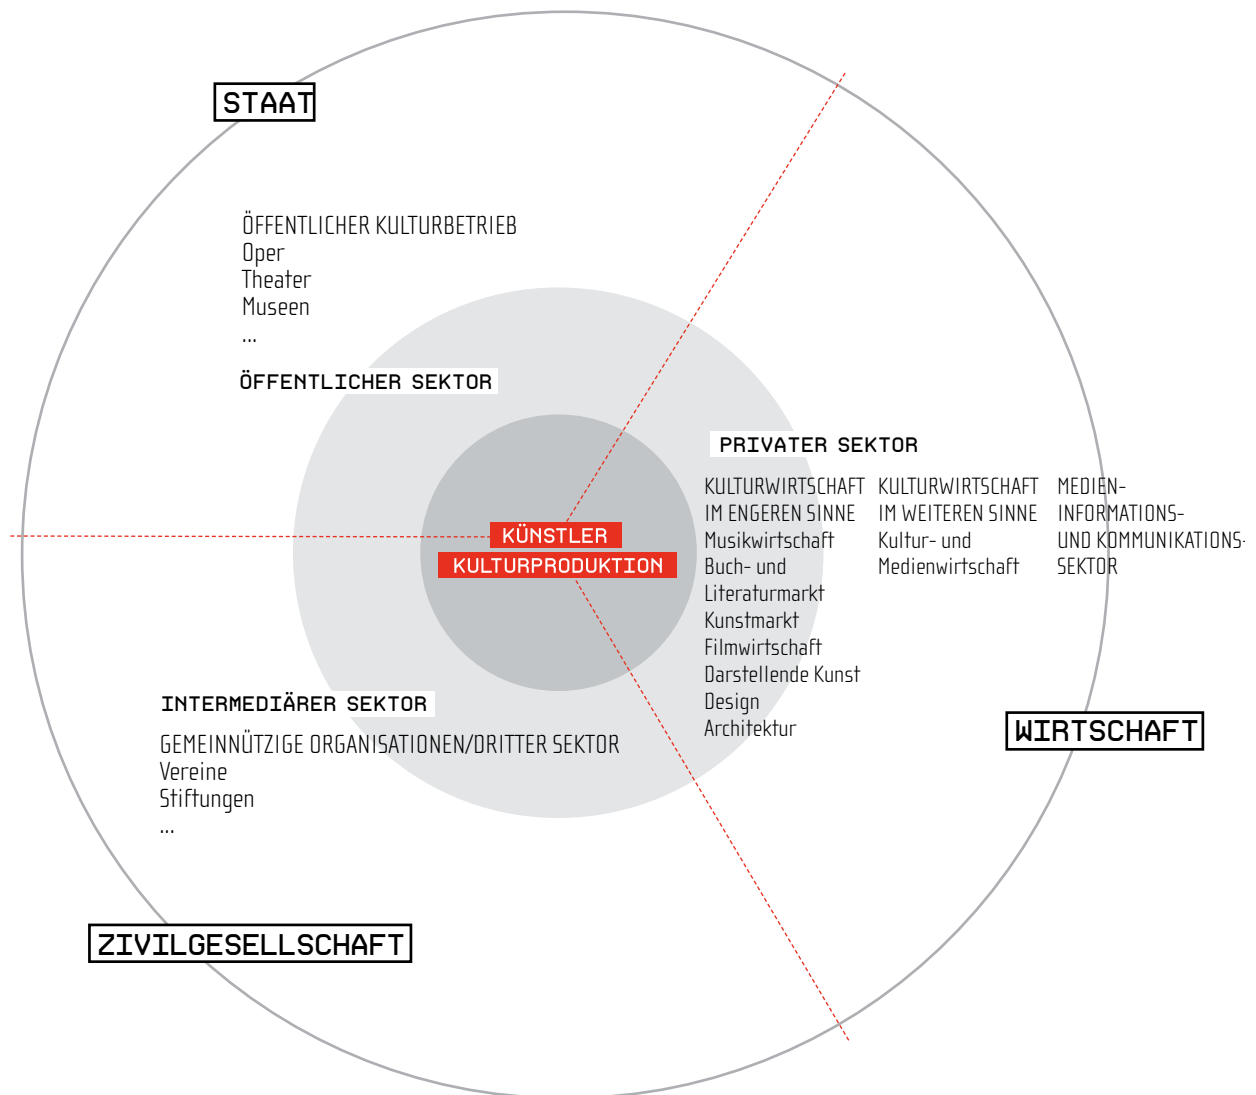 STAAT
ÖFFENTLICHER KULTURBETRIEB
Oper
Theater
Museen
...
ÖFFENTLICHER SEKTOR
PRIVATER SEKTOR
KULTURWIRTSCHAFT
IM ENGEREN SINNE
Musikwirtschaft
Buch- und
Literaturmarkt
Kunstmarkt
Filmwirtschaft
Darstellende Kunst
Design
Architektur
KULTURWIRTSCHAFT
IM WEITEREN SINNE
Kultur- und
Medienwirtschaft
MEDIEN-
INFORMATIONS-
UND KOMMUNIKATIONS-
SEKTOR
KÜNSTLER
KULTURPRODUKTION
INTERMEDIÄRER SEKTOR
GEMEINNÜTZIGE ORGANISATIONEN/DRITTER SEKTOR
Vereine
Stiftungen
...
WIRTSCHAFT
ZIVILGESELLSCHAFT